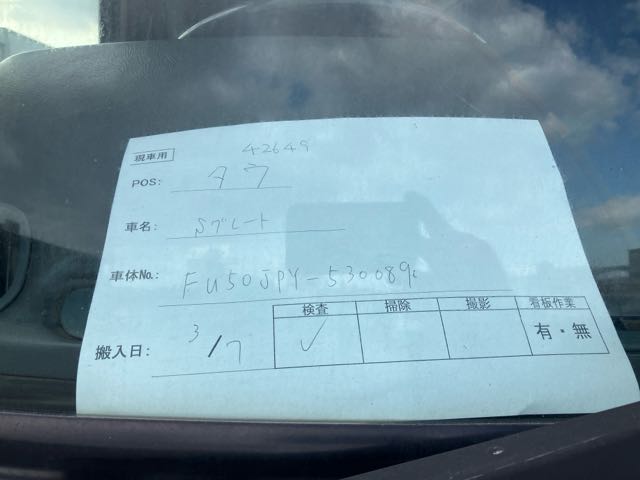 現車用 42649
POS: タウ
車名: Sグレート
車体No.: FU50JPY-530089
検査 掃除 撮影 看板作業
搬入日: 3/7 ✓ 有・無